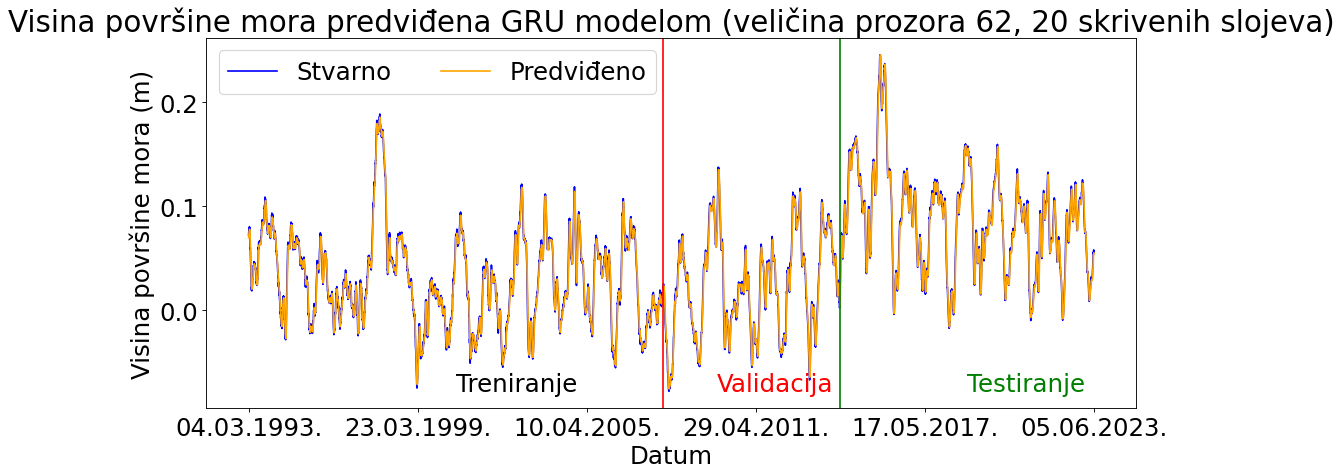 Visina površine mora predviđena GRU modelom (veličina prozora 62, 20 skrivenih slojeva)
Stvarno Predviđeno
Visina površine mora (m)
0.2
0.1
0.0
Treniranje Validacija Testiranje
04.03.1993. 23.03.1999. 10.04.2005. 29.04.2011. 17.05.2017. 05.06.2023.
Datum